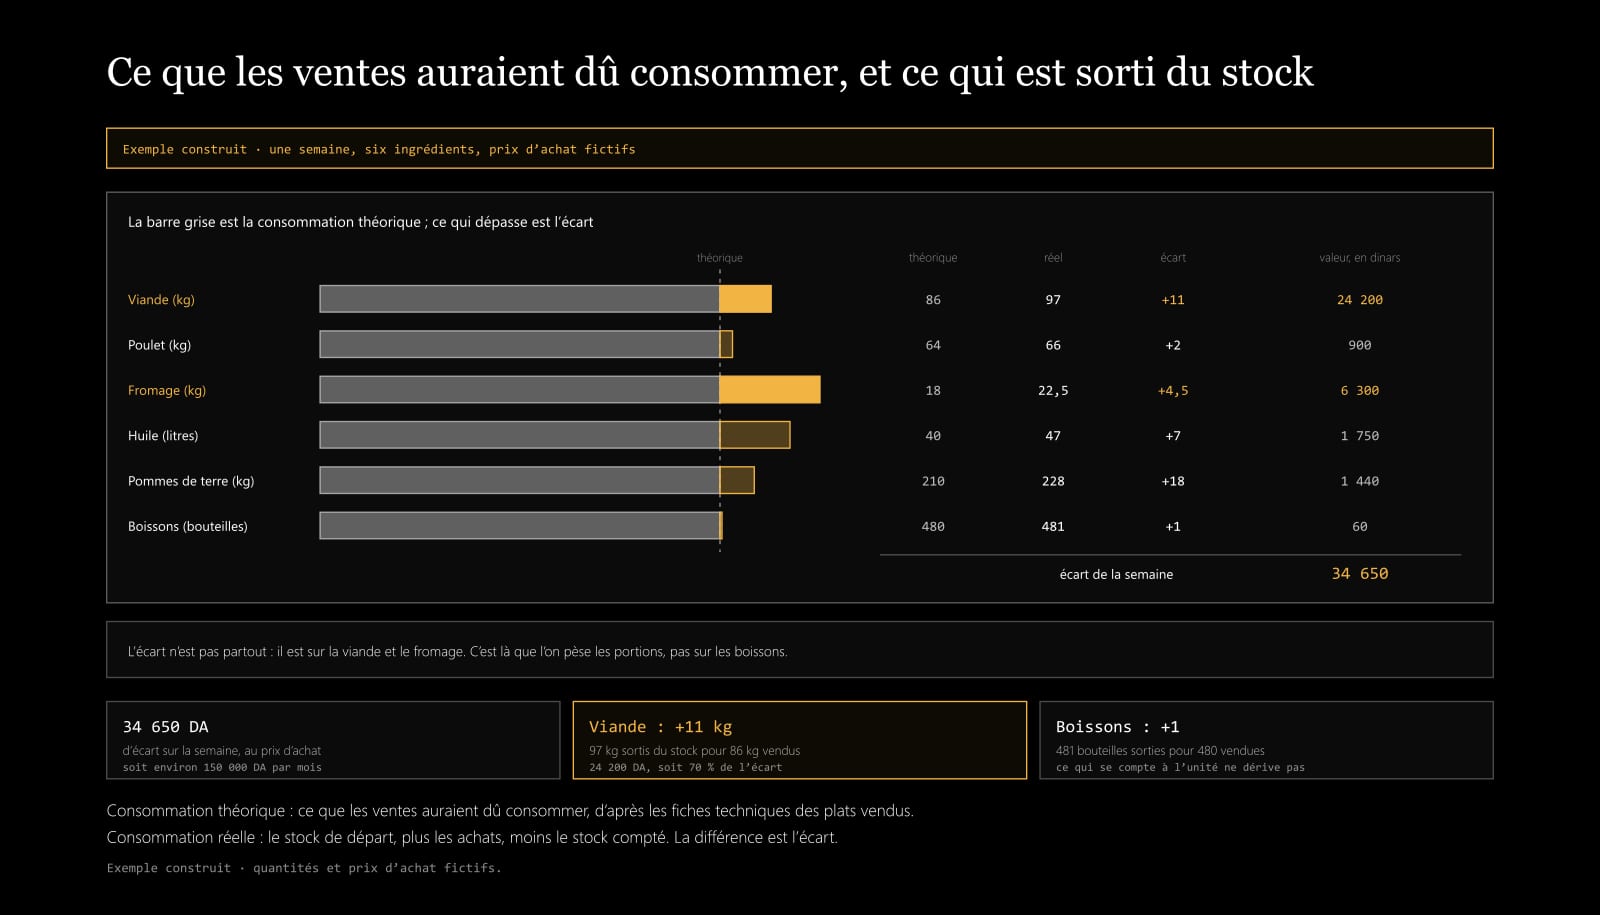 Ce que les ventes auraient dû consommer, et ce qui est sorti du stock
Exemple construit · une semaine, six ingrédients, prix d’achat fictifs
La barre grise est la consommation théorique ; ce qui dépasse est l’écart
théorique théorique réel écart valeur, en dinars
Viande (kg) 86 97 +11 24 200
Poulet (kg) 64 66 +2 900
Fromage (kg) 18 22,5 +4,5 6 300
Huile (litres) 40 47 +7 1 750
Pommes de terre (kg) 210 228 +18 1 440
Boissons (bouteilles) 480 481 +1 60
écart de la semaine 34 650
L’écart n’est pas partout : il est sur la viande et le fromage. C’est là que l’on pèse les portions, pas sur les boissons.
34 650 DA
d’écart sur la semaine, au prix d’achat
soit environ 150 000 DA par mois
Viande : +11 kg
97 kg sortis du stock pour 86 kg vendus
24 200 DA, soit 70 % de l’écart
Boissons : +1
481 bouteilles sorties pour 480 vendues
ce qui se compte à l’unité ne dérive pas
Consommation théorique : ce que les ventes auraient dû consommer, d’après les fiches techniques des plats vendus.
Consommation réelle : le stock de départ, plus les achats, moins le stock compté. La différence est l’écart.
Exemple construit · quantités et prix d’achat fictifs.